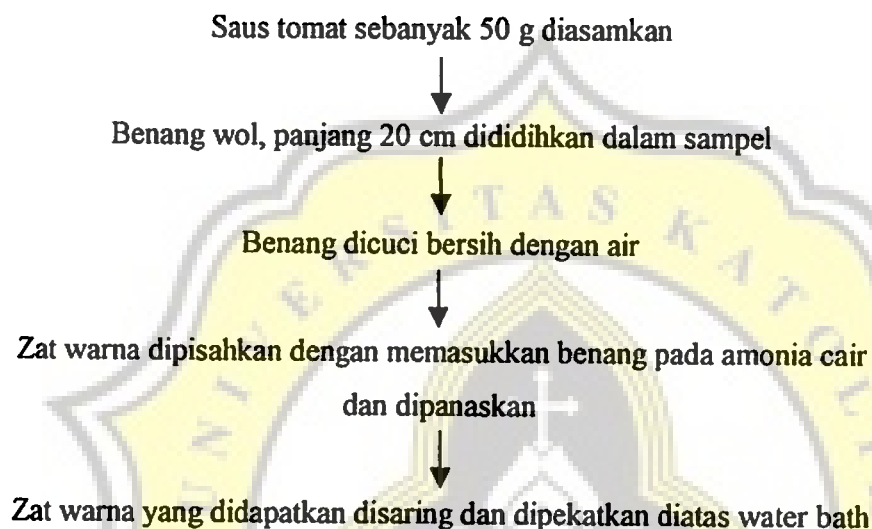 Saus tomat sebanyak 50 g diasamkan
Benang wol, panjang 20 cm dididihkan dalam sampel
Benang dicuci bersih dengan air
Zat warna dipisahkan dengan memasukkan benang pada amonia cair
dan dipanaskan
Zat warna yang didapatkan disaring dan dipekatkan diatas water bath
UNIVERSITAS KATOLI